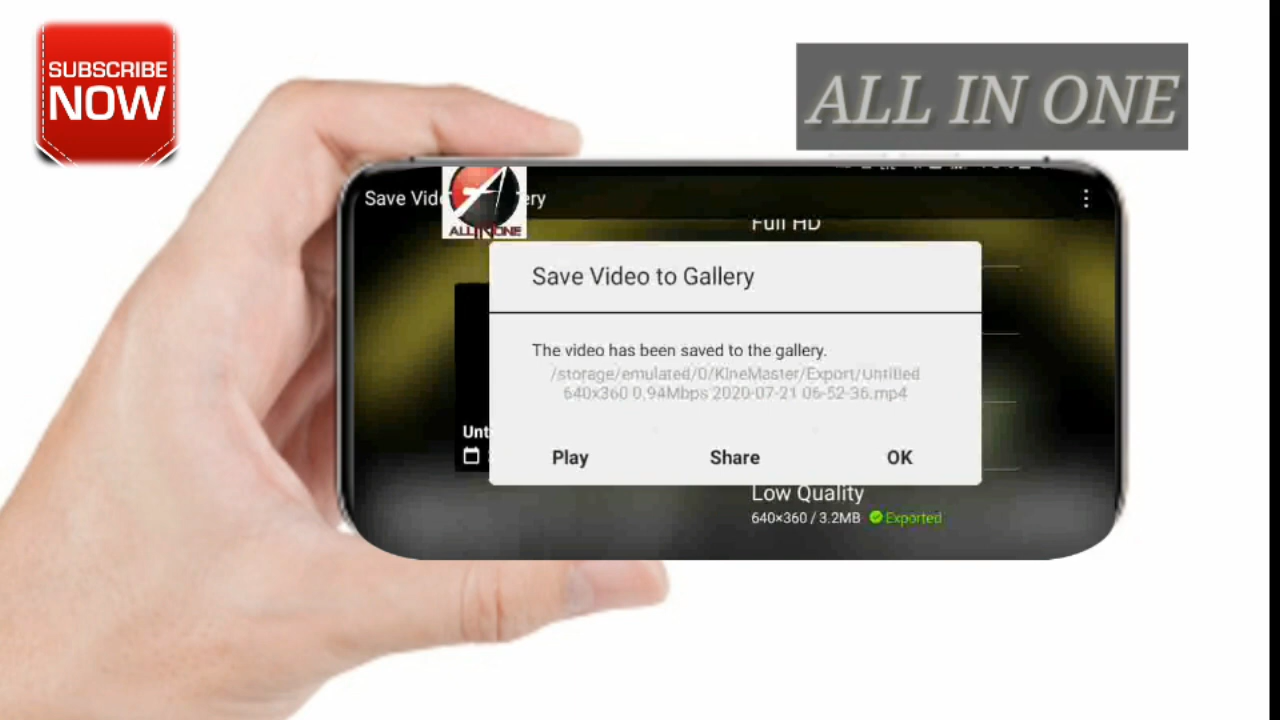 SUBSCRIBE
NOW
ALL IN ONE
Save Vide
ery
ALL IN ONE
Full HD
Save Video to Gallery
The video has been saved to the gallery.
/storage/emulated/0/KineMaster/Export/Untitled
640x360 0,94Mbps 2020-07-21 06-52-36.mp4
Unt
Play Share OK
Low Quality
640×360 / 3.2MB Exported